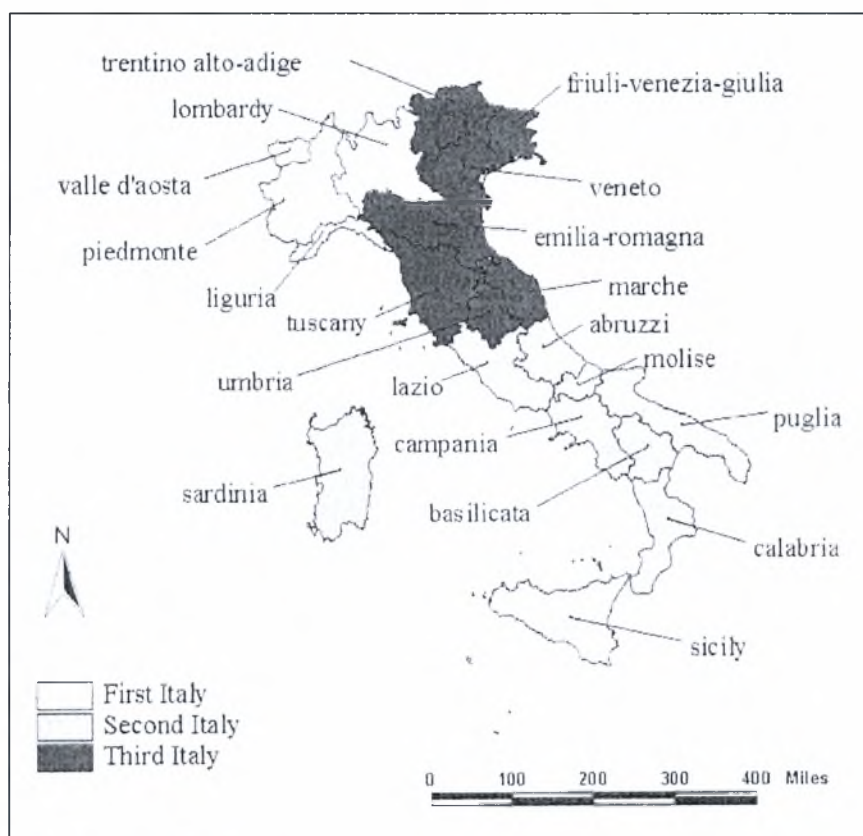 trentino alto-adige
friuli-venezia-giulia
lombardy
valle d'aosta
veneto
piedmonte
emilia-romagna
liguria
marche
tuscany
abruzzi
umbria
molise
lazio
puglia
campania
sardinia
basilicata
N
calabria
sicily
First Italy
Second Italy
Third Italy
0 100 200 300 400 Miles